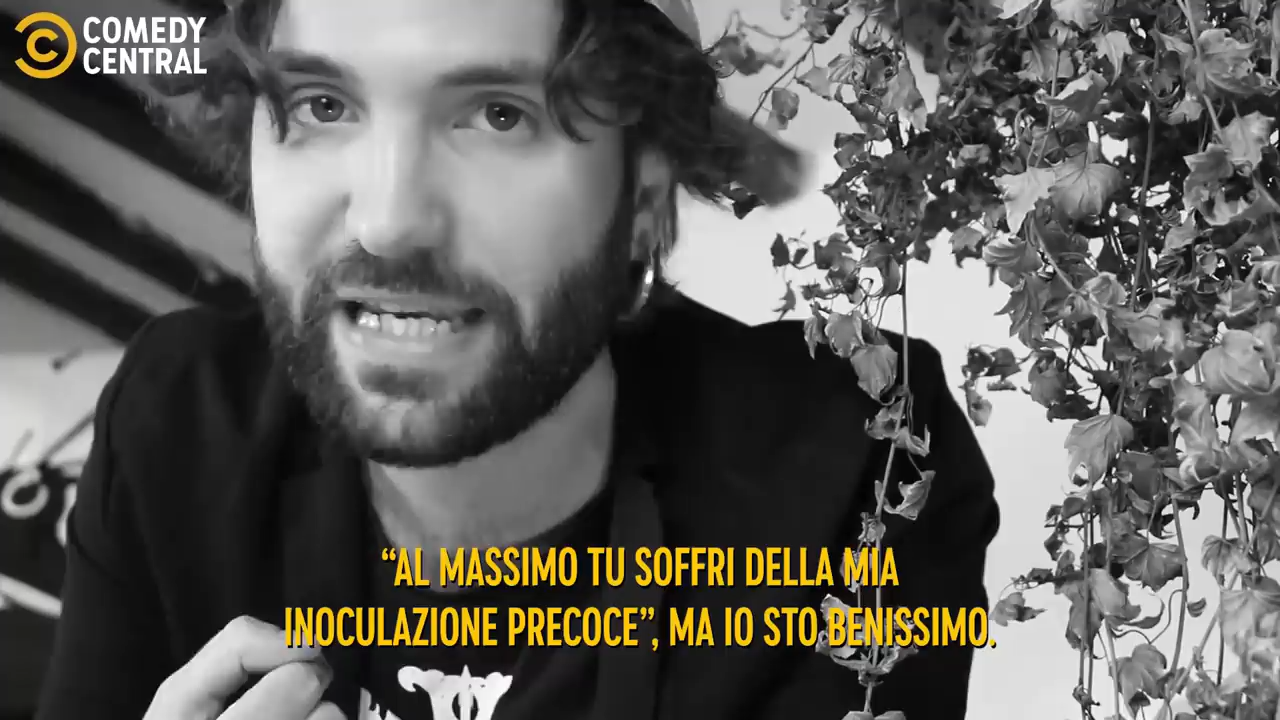 COMEDY
CENTRAL
“AL MASSIMO TU SOFFRI DELLA MIA
INOCULAZIONE PRECOCE”, MA IO STO BENISSIMO.